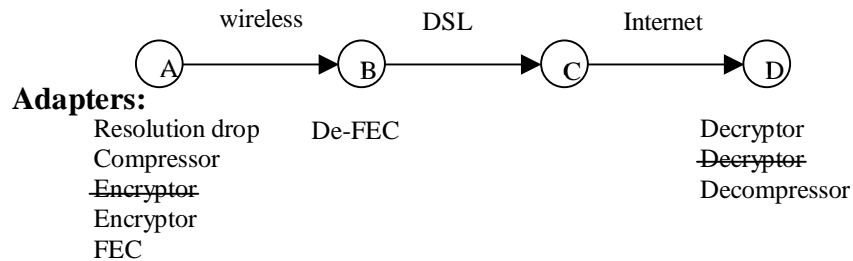 wireless DSL Internet
A B C D
Adapters:
Resolution drop De-FEC Decryptor
Compressor Decryptor
Encryptor Decompressor
Encryptor
FEC